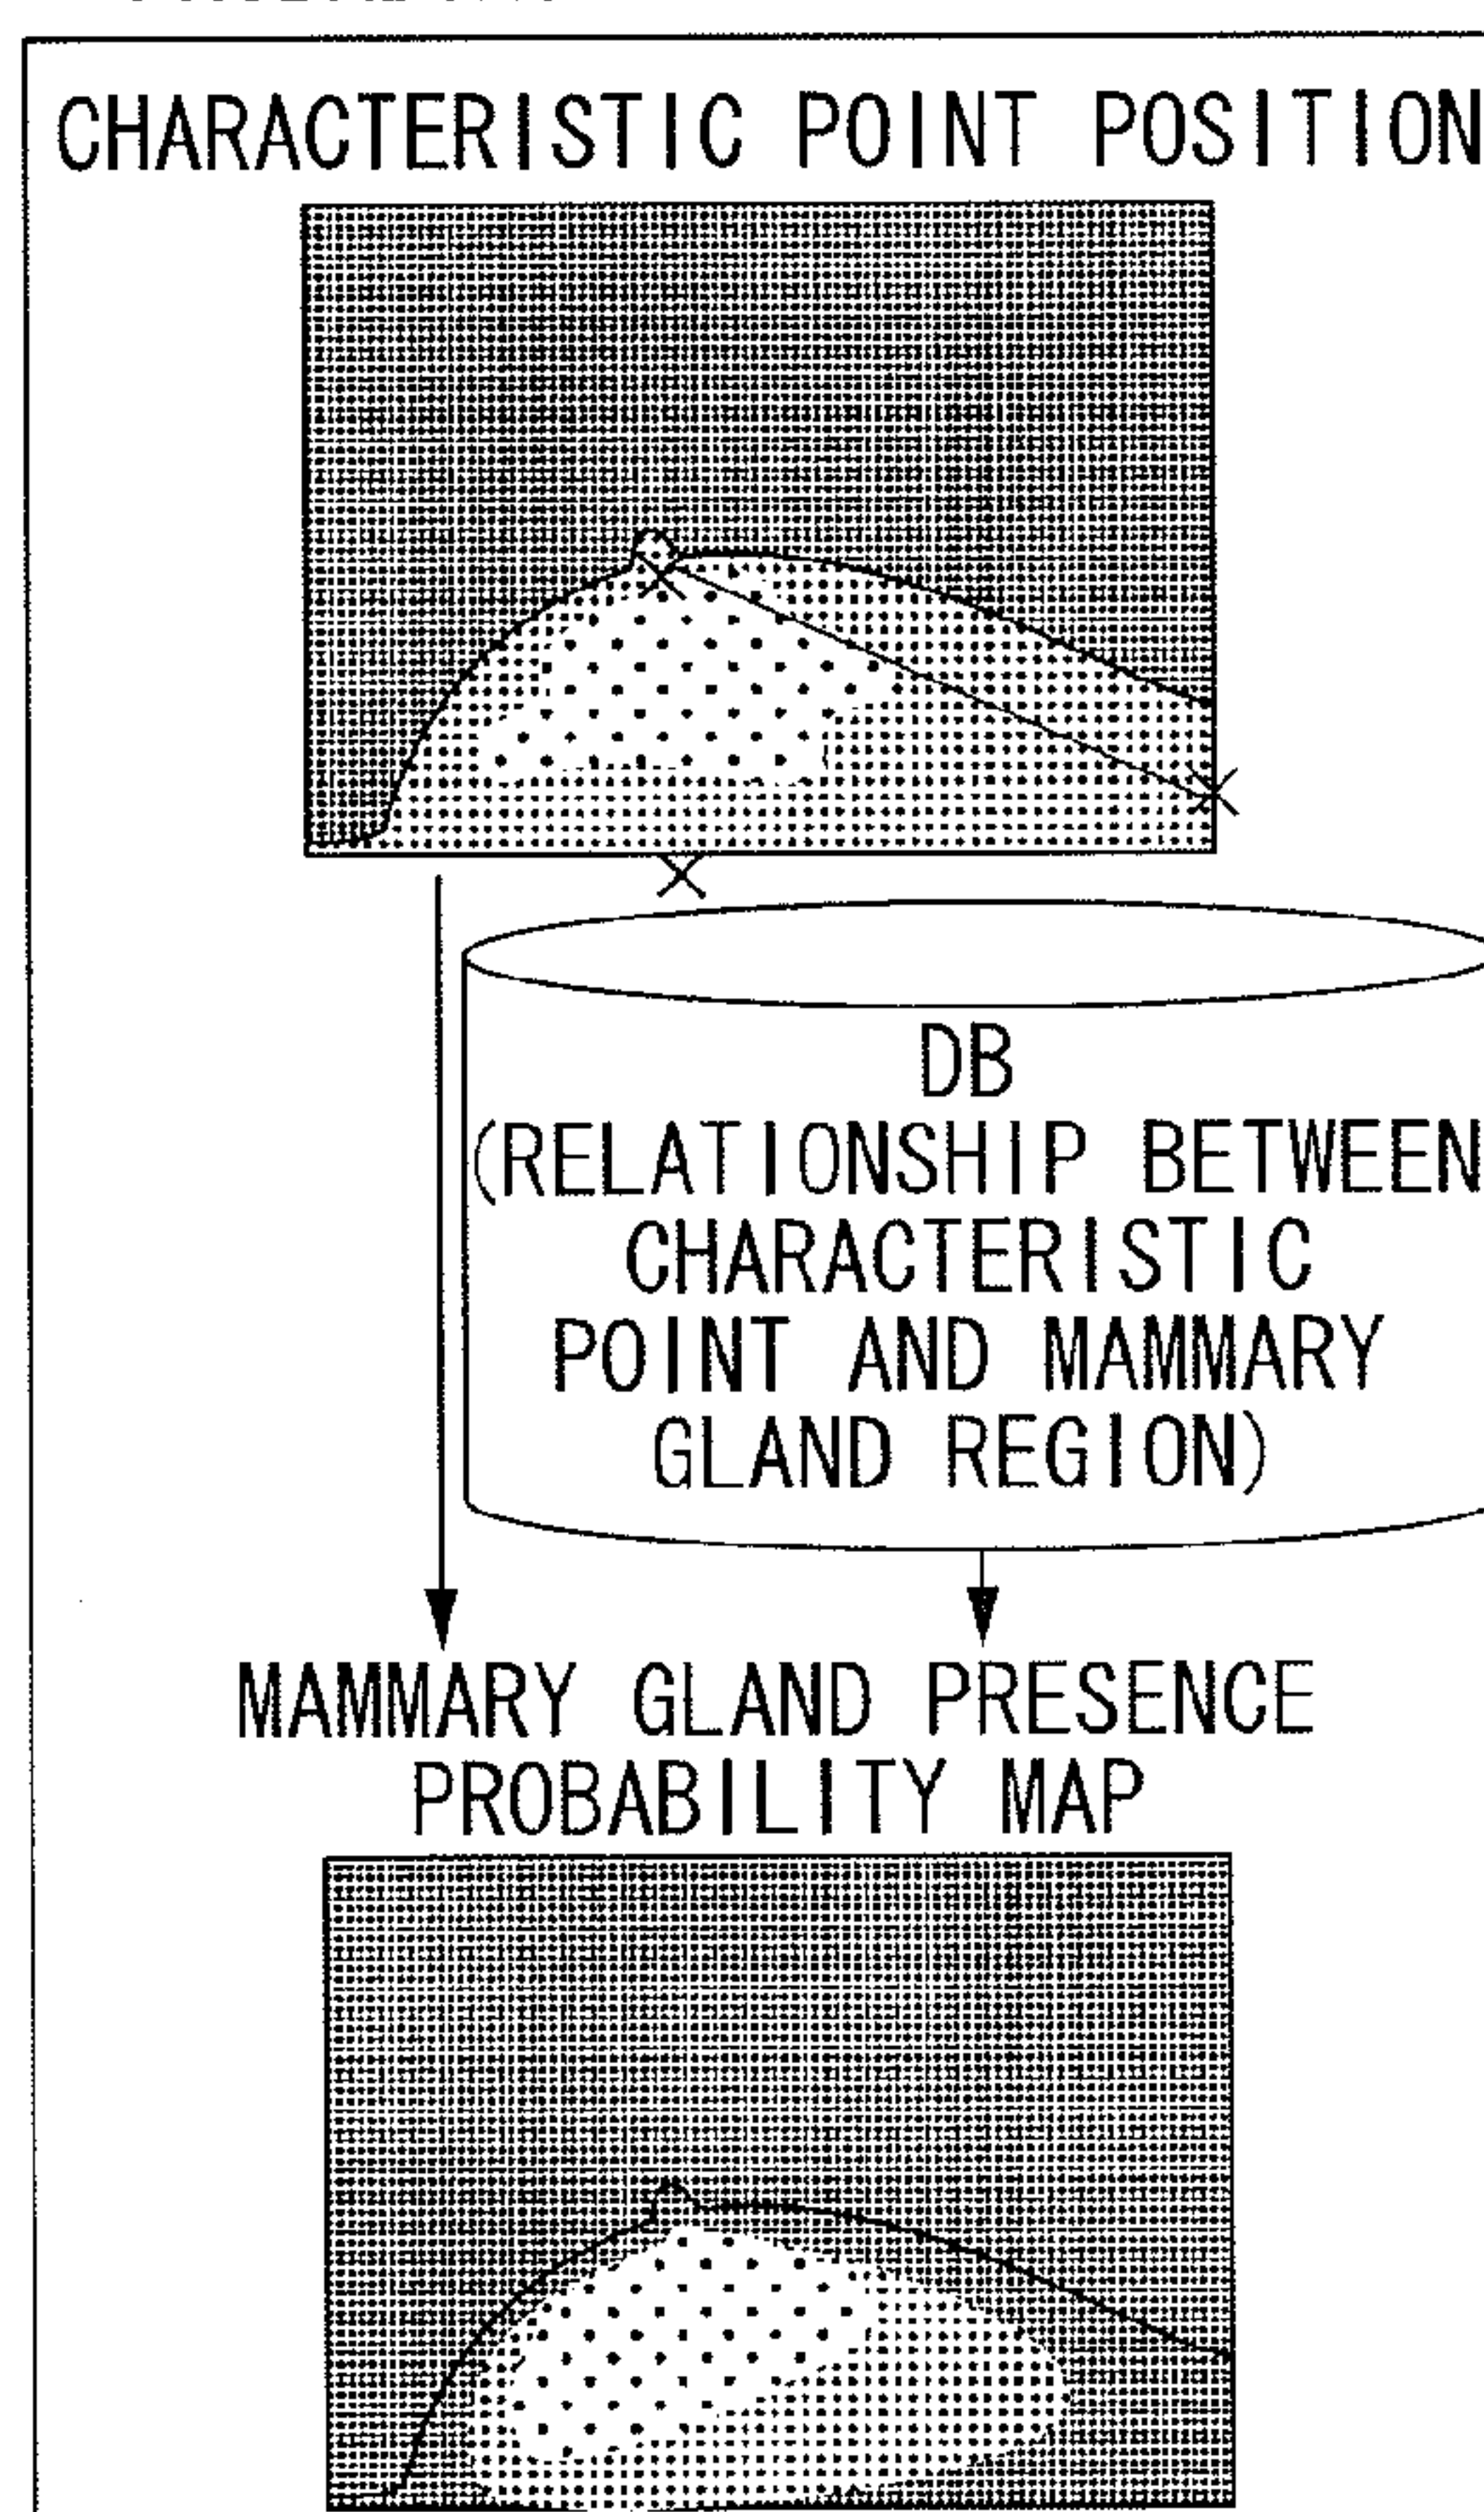 CHARACTERISTIC POINT POSITION
DB
(RELATIONSHIP BETWEEN
CHARACTERISTIC
POINT AND MAMMARY
GLAND REGION)
MAMMARY GLAND PRESENCE
PROBABILITY MAP